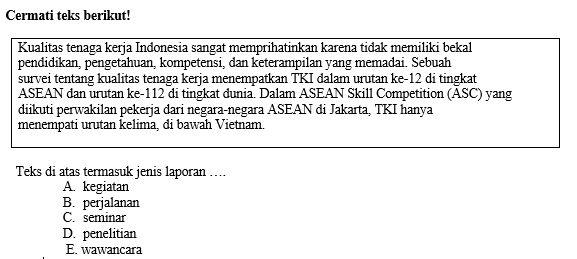 Cermati teks berikut!
Kualitas tenaga kerja Indonesia sangat memprihatinkan karena tidak memiliki bekal
pendidikan, pengetahuan, kompetensi, dan keterampilan yang memadai. Sebuah
survei tentang kualitas tenaga kerja menempatkan TKI dalam urutan ke-12 di tingkat
ASEAN dan urutan ke-112 di tingkat dunia. Dalam ASEAN Skill Competition (ASC) yang
diikuti perwakilan pekerja dari negara-negara ASEAN di Jakarta, TKI hanya
menempati urutan kelima, di bawah Vietnam.
Teks di atas termasuk jenis laporan ….
A. kegiatan
B. perjalanan
C. seminar
D. penelitian
E. wawancara